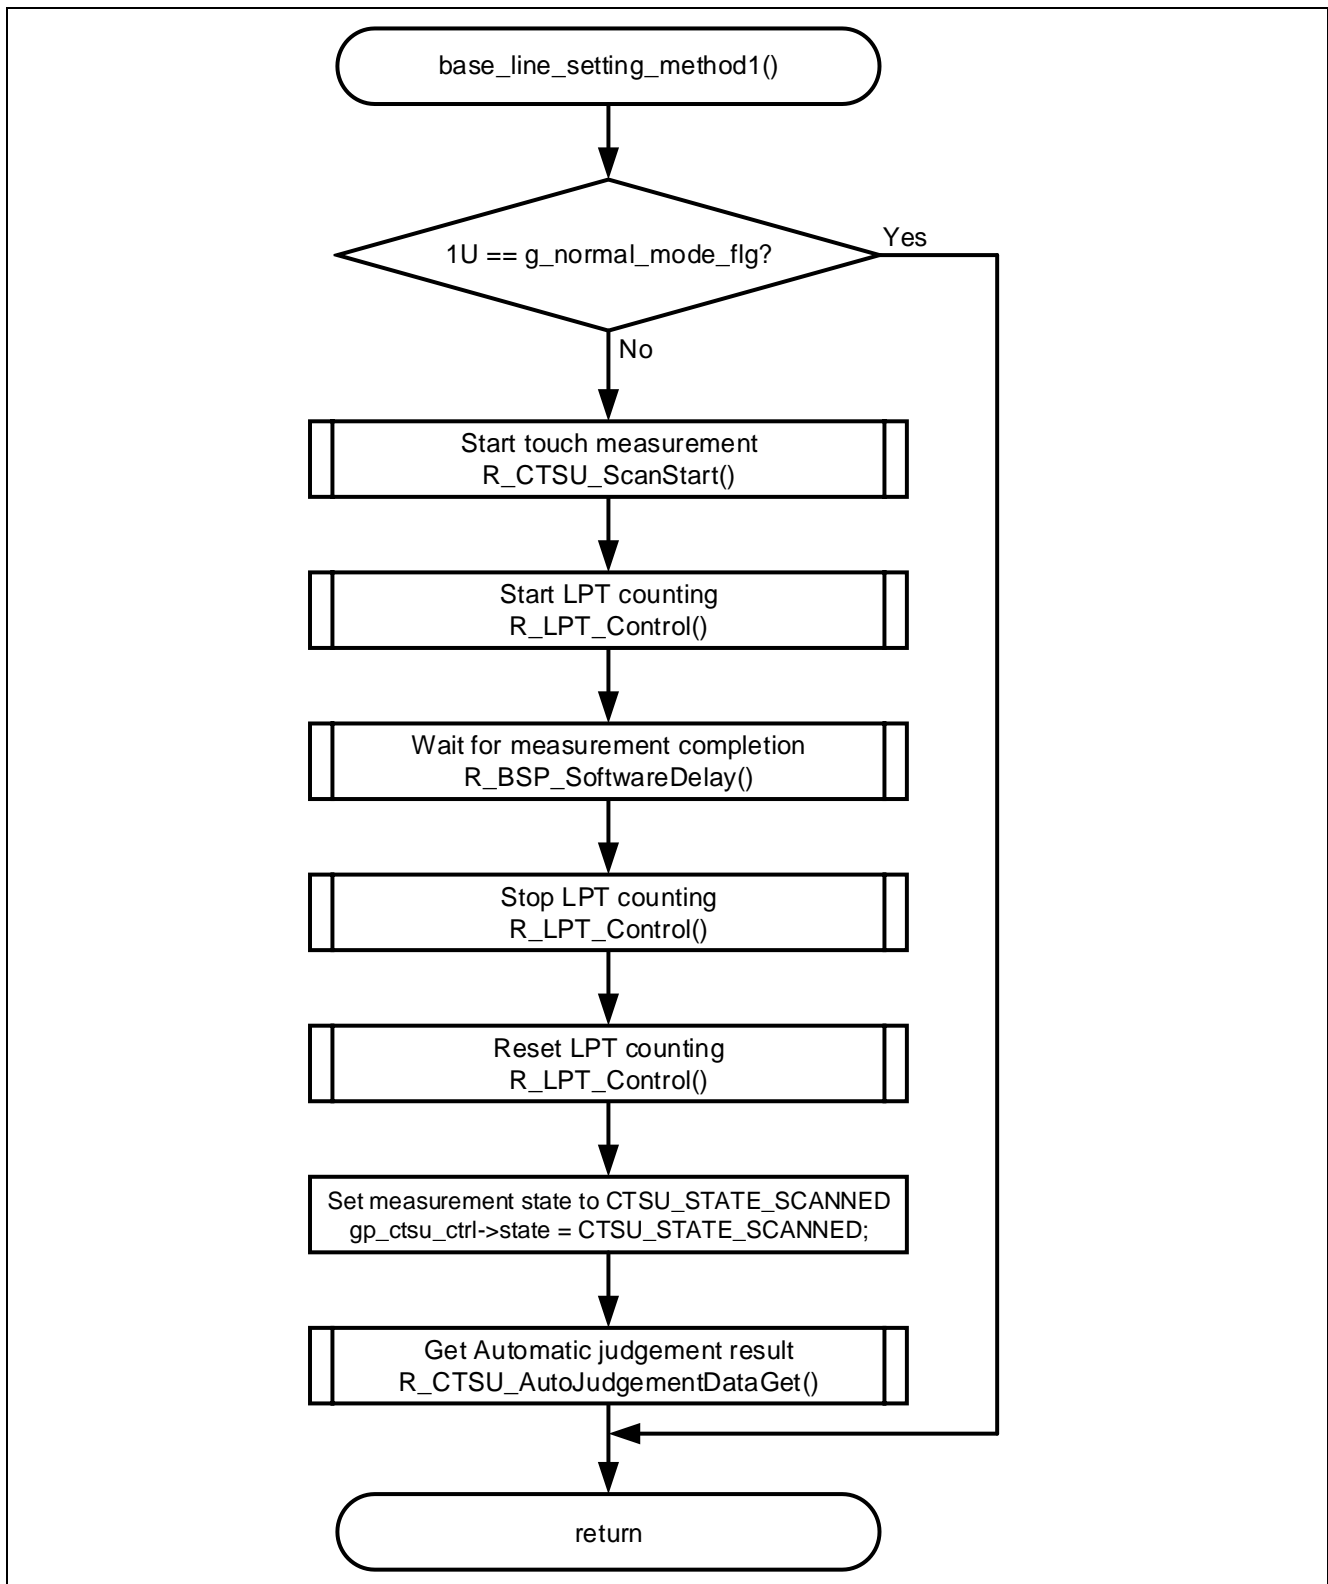 base_line_setting_method1()
1U == g_normal_mode_flg?
Yes
No
Start touch measurement
R_CTSU_ScanStart()
Start LPT counting
R_LPT_Control()
Wait for measurement completion
R_BSP_SoftwareDelay()
Stop LPT counting
R_LPT_Control()
Reset LPT counting
R_LPT_Control()
Set measurement state to CTSU_STATE_SCANNED
gp_ctsu_ctrl->state = CTSU_STATE_SCANNED;
Get Automatic judgement result
R_CTSU_AutoJudgementDataGet()
return